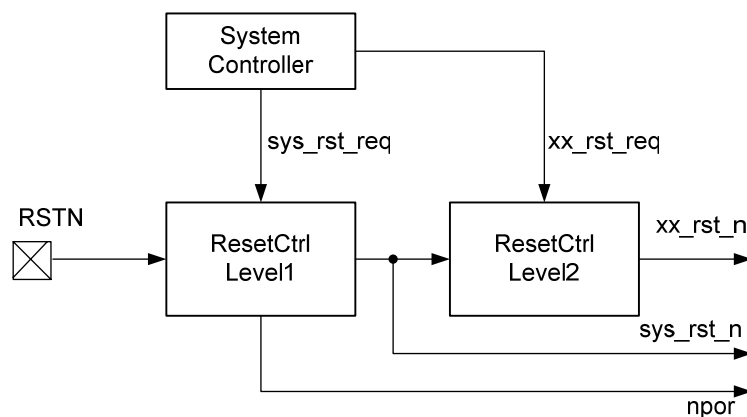 System
Controller
sys_rst_req
xx_rst_req
RSTN
ResetCtrl
Level1
ResetCtrl
Level2
xx_rst_n
sys_rst_n
npor